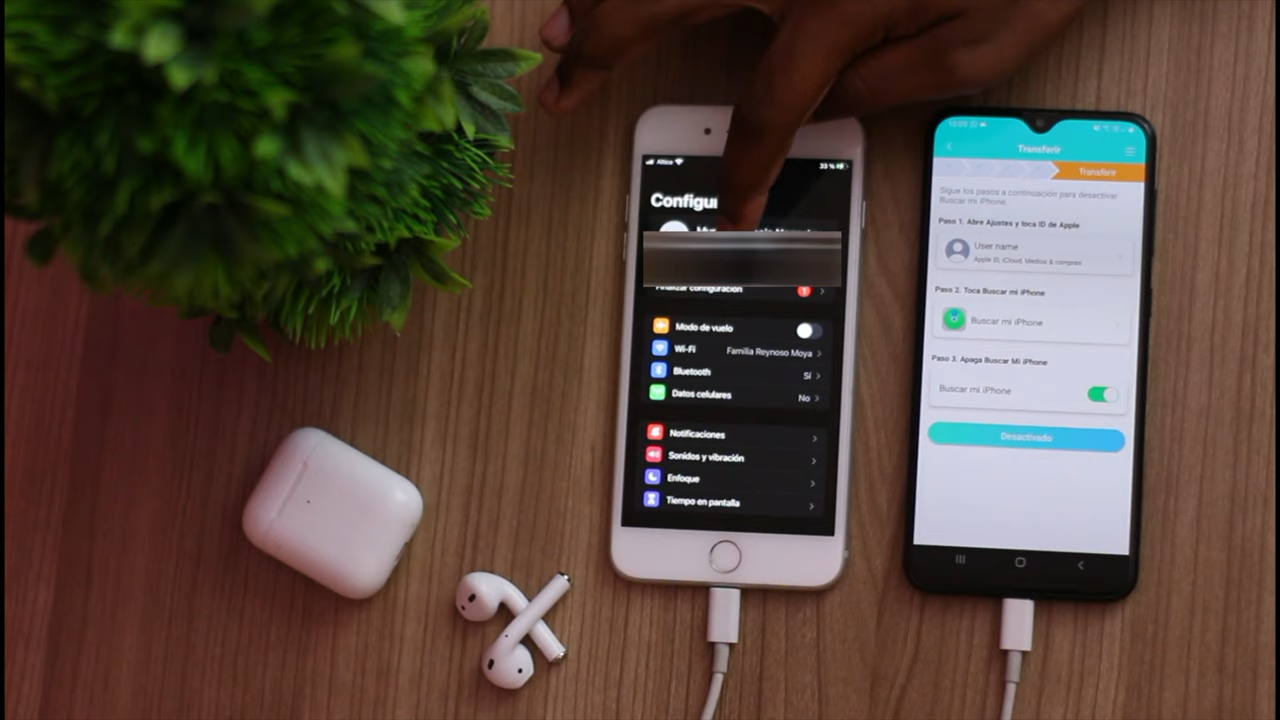 Altice
33 %
Configu
Finalizar configuración
Modo de vuelo
Wi-Fi
Familia Reynoso Moya
Bluetooth
Sí
Datos celulares
No
Notificaciones
Sonidos y vibración
Enfoque
Tiempo en pantalla
Transferir
Transferir
Sigue los pasos a continuación para desactivar
Buscar mi iPhone.
Paso 1. Abre Ajustes y toca ID de Apple
User name
Apple ID, iCloud, Medios & compras
Paso 2. Toca Buscar mi iPhone
Buscar mi iPhone
Paso 3. Apaga Buscar Mi iPhone
Buscar mi iPhone
Desactivado